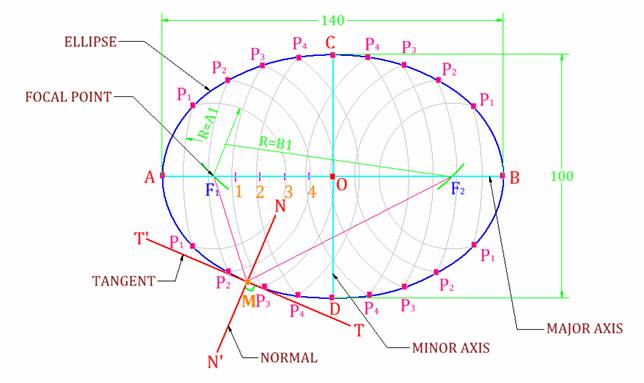 140
ELLIPSE
C
P₄
P₄
P₃
P₃
P₂
P₂
FOCAL POINT
P₁
P₁
R=A1
R=B1
A
F₁
1
2
3
4
O
F₂
B
100
N
T'
P₁
P₁
TANGENT
P₂
P₂
M
P₃
P₄
D
P₄
P₃
T
MAJOR AXIS
MINOR AXIS
N'
NORMAL